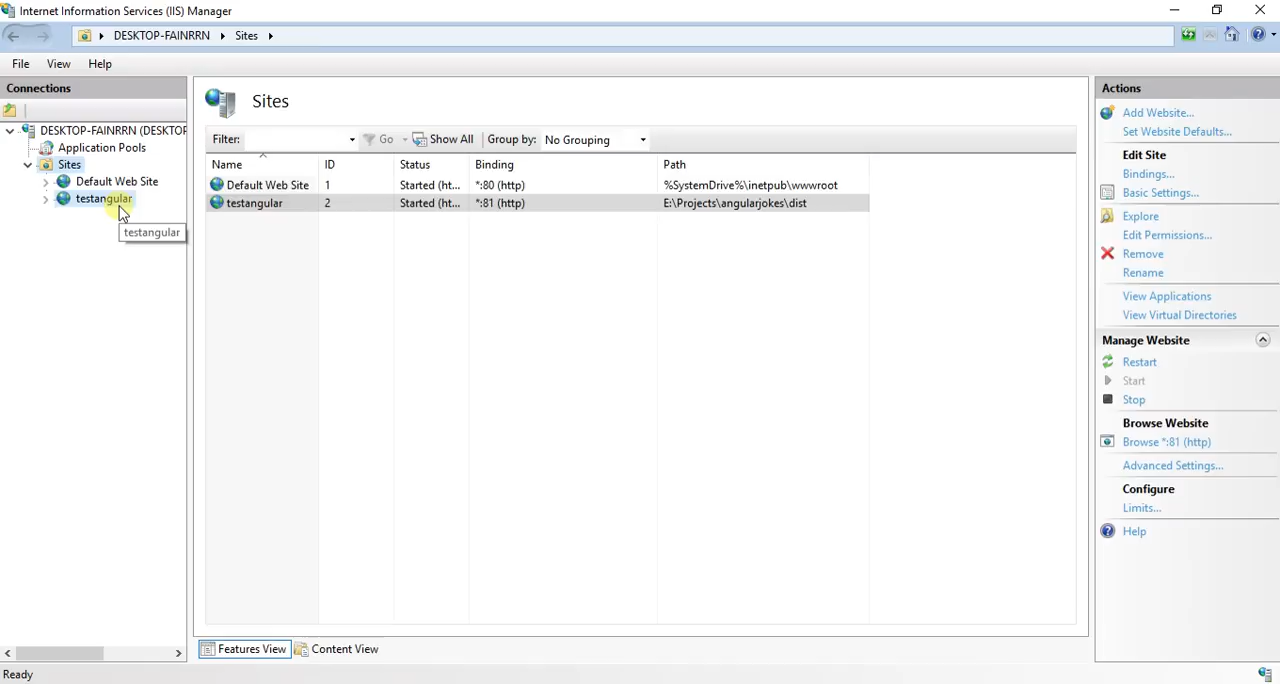 Internet Information Services (IIS) Manager
DESKTOP-FAINRRN Sites
File View Help
Connections
DESKTOP-FAINRRN (DESKTOP
Application Pools
Sites
Default Web Site
testangular
testangular
Sites
Filter: Go Show All Group by: No Grouping
Name ID Status Binding Path
Default Web Site 1 Started (ht... *:80 (http) %SystemDrive%\inetpub\wwwroot
testangular 2 Started (ht... *:81 (http) E:\Projects\angularjokes\dist
Features View Content View
Actions
Add Website...
Set Website Defaults...
Edit Site
Bindings...
Basic Settings...
Explore
Edit Permissions...
Remove
Rename
View Applications
View Virtual Directories
Manage Website
Restart
Start
Stop
Browse Website
Browse *:81 (http)
Advanced Settings...
Configure
Limits...
Help
Ready